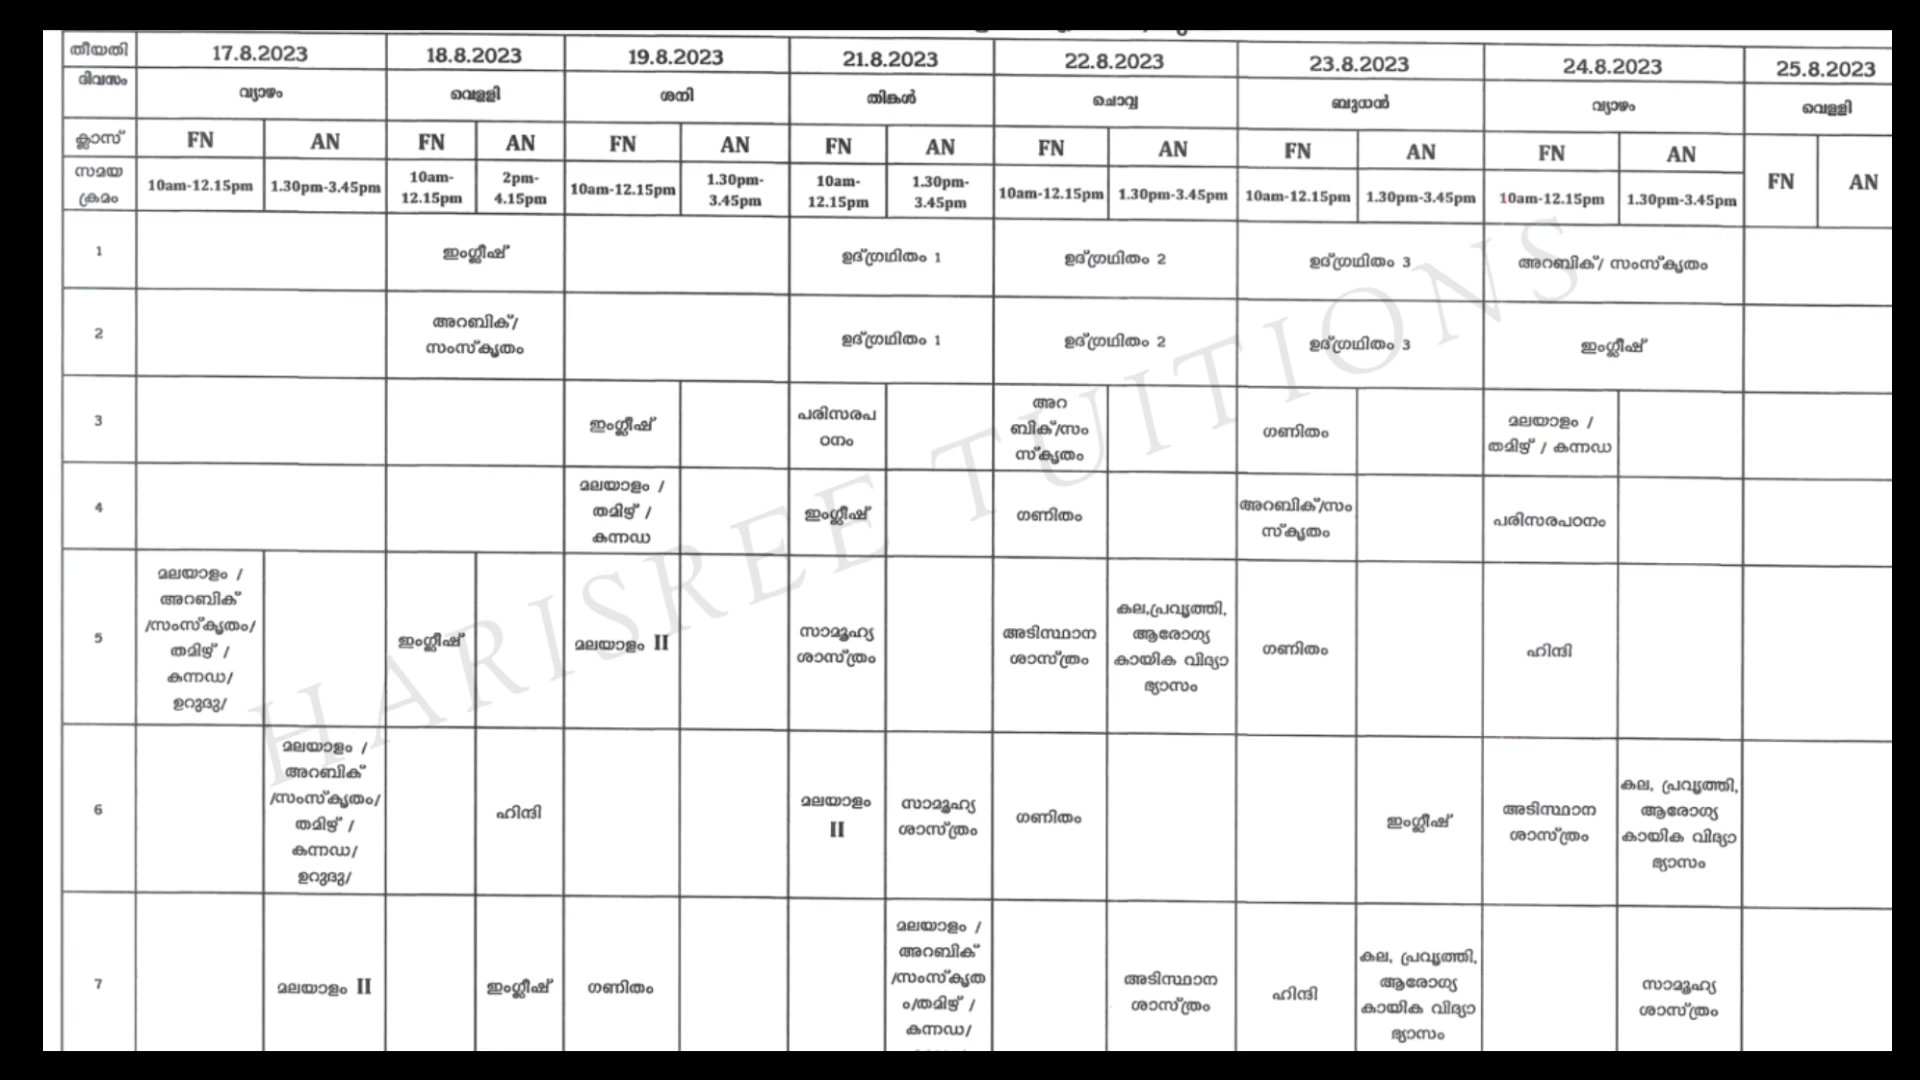 തീയതി 17.8.2023 18.8.2023 19.8.2023 21.8.2023 22.8.2023 23.8.2023 24.8.2023 25.8.2023
ദിവസം വ്യാഴം വെള്ളി ശനി തിങ്കൾ ചൊവ്വ ബുധൻ വ്യാഴം വെള്ളി
ക്ലാസ് FN AN FN AN FN AN FN AN FN AN FN AN FN AN FN AN
സമയ ക്രമം 10am-12.15pm 1.30pm-3.45pm 10am-12.15pm 2pm-4.15pm 10am-12.15pm 1.30pm-3.45pm 10am-12.15pm 1.30pm-3.45pm 10am-12.15pm 1.30pm-3.45pm 10am-12.15pm 1.30pm-3.45pm 10am-12.15pm 1.30pm-3.45pm
1 ഇംഗ്ലീഷ് ഉദ്ഗ്രഥിതം 1 ഉദ്ഗ്രഥിതം 2 ഉദ്ഗ്രഥിതം 3 അറബിക്/ സംസ്കൃതം
2 അറബിക്/ സംസ്കൃതം ഉദ്ഗ്രഥിതം 1 ഉദ്ഗ്രഥിതം 2 ഉദ്ഗ്രഥിതം 3 ഇംഗ്ലീഷ്
3 ഇംഗ്ലീഷ് പരിസരപ ഠനം അറ ബിക്/സം സ്കൃതം ഗണിതം മലയാളം / തമിഴ് / കന്നഡ
4 മലയാളം / തമിഴ് / കന്നഡ ഇംഗ്ലീഷ് ഗണിതം അറബിക്/സം സ്കൃതം പരിസരപഠനം
5 മലയാളം / അറബിക് /സംസ്കൃതം/ തമിഴ് / കന്നഡ/ ഉറുദു/ ഇംഗ്ലീഷ് മലയാളം II സാമൂഹ്യ ശാസ്ത്രം അടിസ്ഥാന ശാസ്ത്രം കല,പ്രവൃത്തി, ആരോഗ്യ കായിക വിദ്യാ ഭ്യാസം ഗണിതം ഹിന്ദി
6 മലയാളം / അറബിക് /സംസ്കൃതം/ തമിഴ് / കന്നഡ/ ഉറുദു/ ഹിന്ദി മലയാളം II സാമൂഹ്യ ശാസ്ത്രം ഗണിതം ഇംഗ്ലീഷ് അടിസ്ഥാന ശാസ്ത്രം കല, പ്രവൃത്തി, ആരോഗ്യ കായിക വിദ്യാ ഭ്യാസം
7 മലയാളം II ഇംഗ്ലീഷ് ഗണിതം മലയാളം / അറബിക് /സംസ്കൃത ം/തമിഴ് / കന്നഡ/ അടിസ്ഥാന ശാസ്ത്രം ഹിന്ദി കല, പ്രവൃത്തി, ആരോഗ്യ കായിക വിദ്യാ ഭ്യാസം സാമൂഹ്യ ശാസ്ത്രം
HARISREE TUITIONS